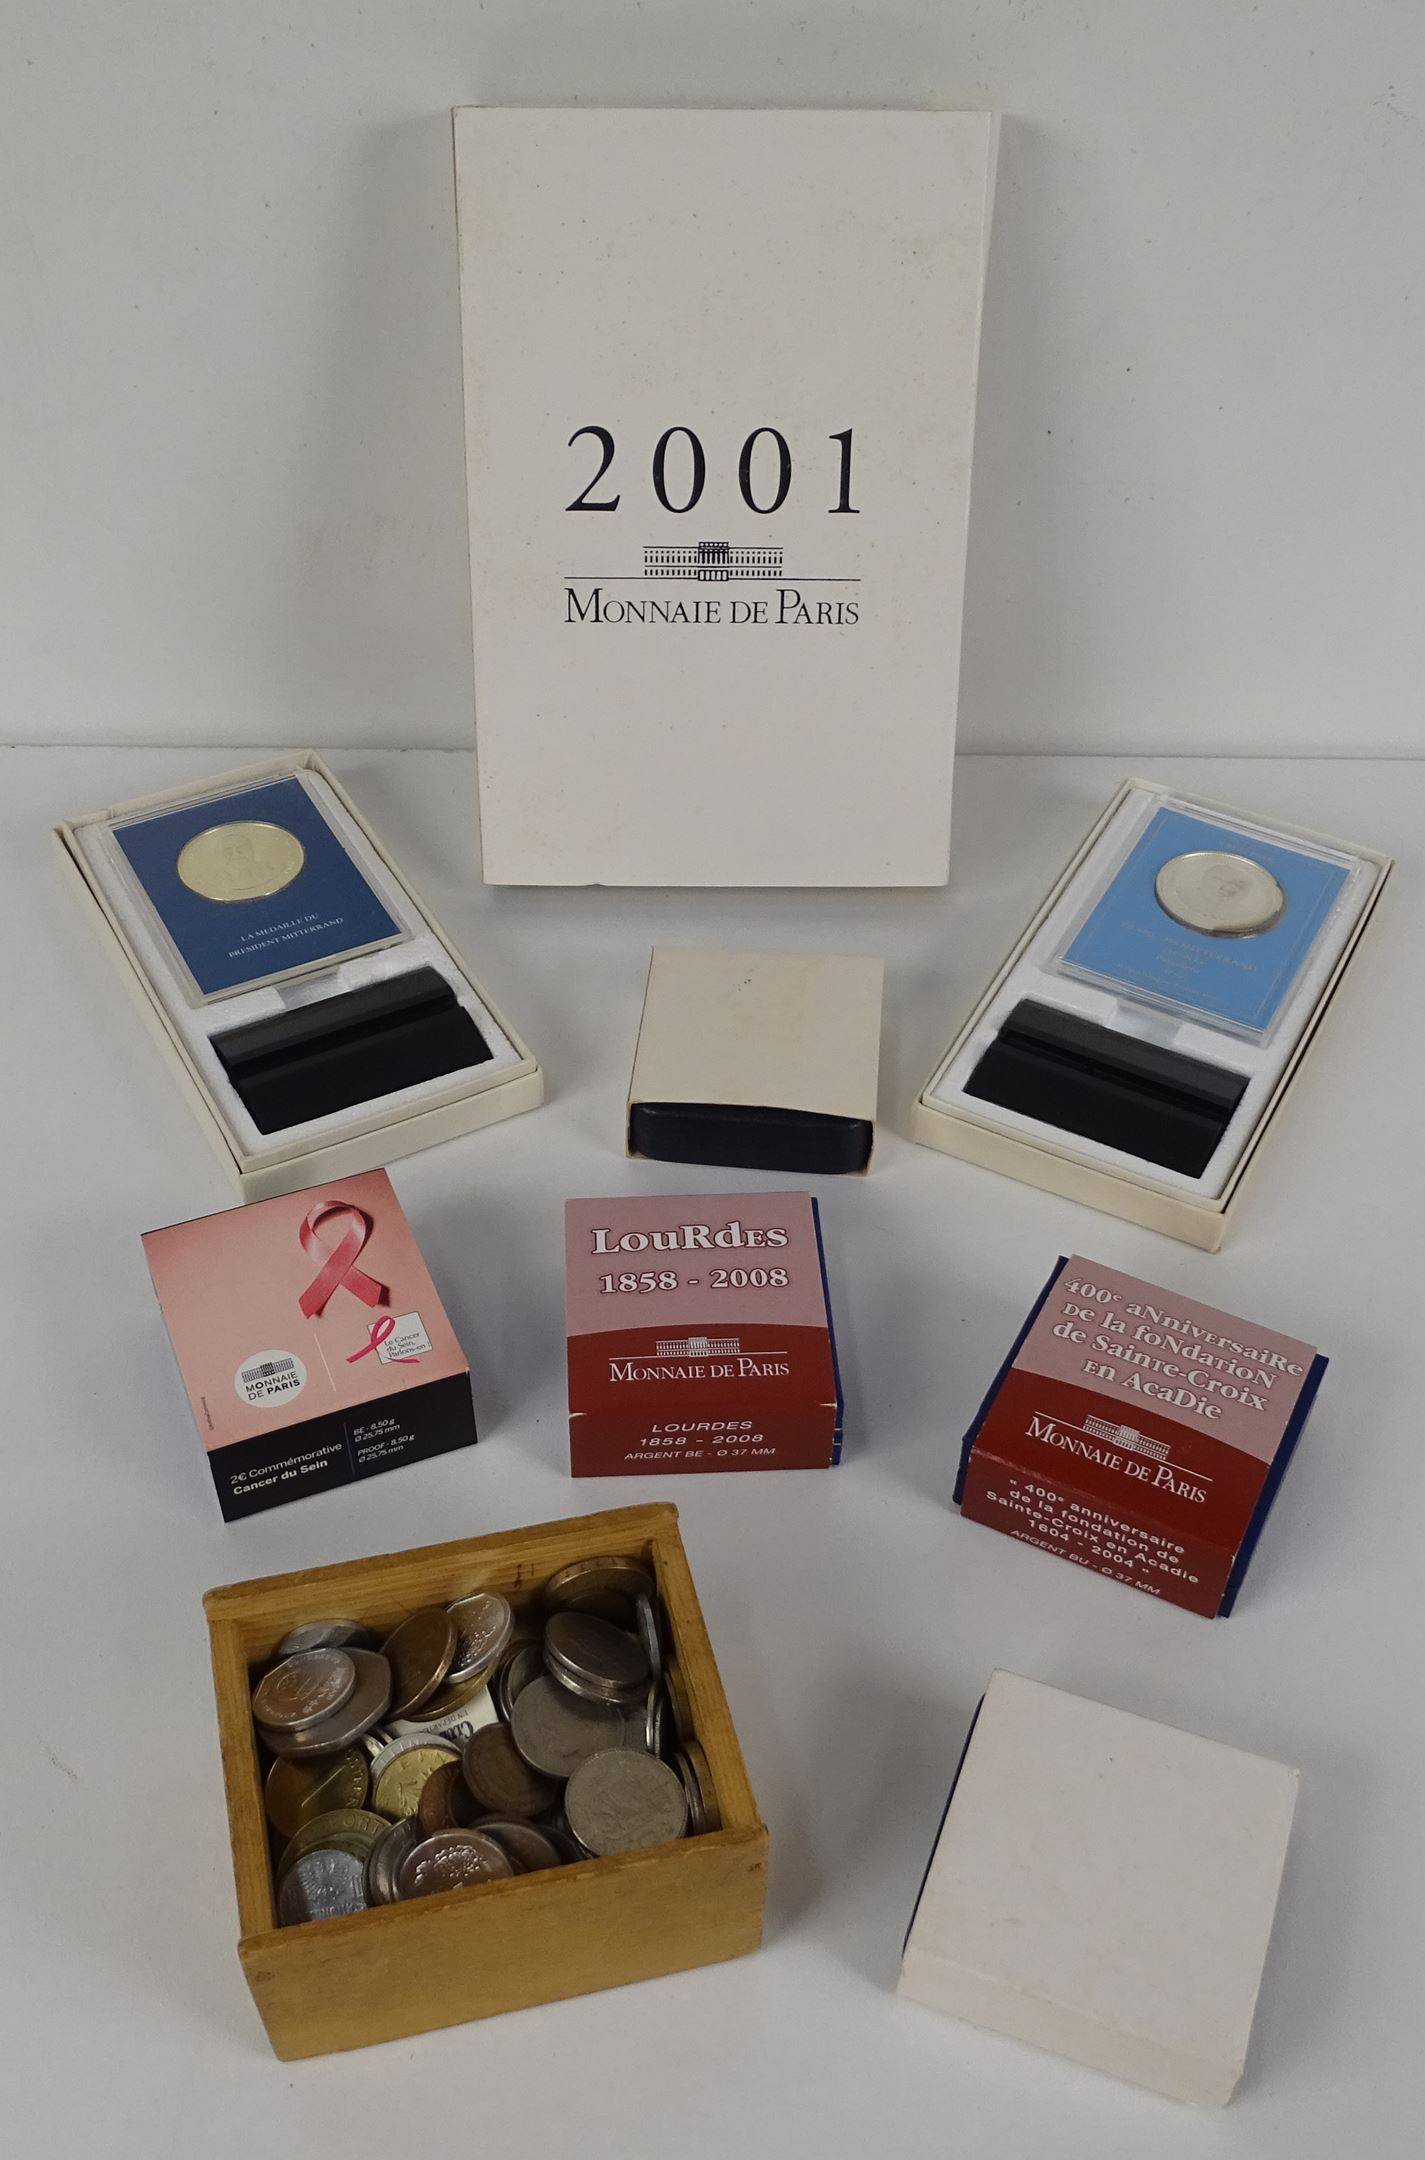 2001
MONNAIE DE PARIS
LA MEDAILLE DU
PRESIDENT MITTERRAND
MITTERRAND
Le Cancer
du Sein,
Parlons-en !
MONNAIE
DE PARIS
2€ Commémorative
Cancer du Sein
BE - 8,50 g
Ø 25,75 mm
PROOF - 8,50 g
Ø 25,75 mm
LouRdEs
1858 - 2008
MONNAIE DE PARIS
LOURDES
1858 - 2008
ARGENT BE - Ø 37 MM
400e aNniVERsaiRe
DE la foNdaTioN
de SainTe-Croix
EN AcaDie
MONNAIE DE PARIS
" 400e anniversaire
de la fondation de
Sainte-Croix en Acadie
1604 - 2004 "
ARGENT BU - Ø 37 MM